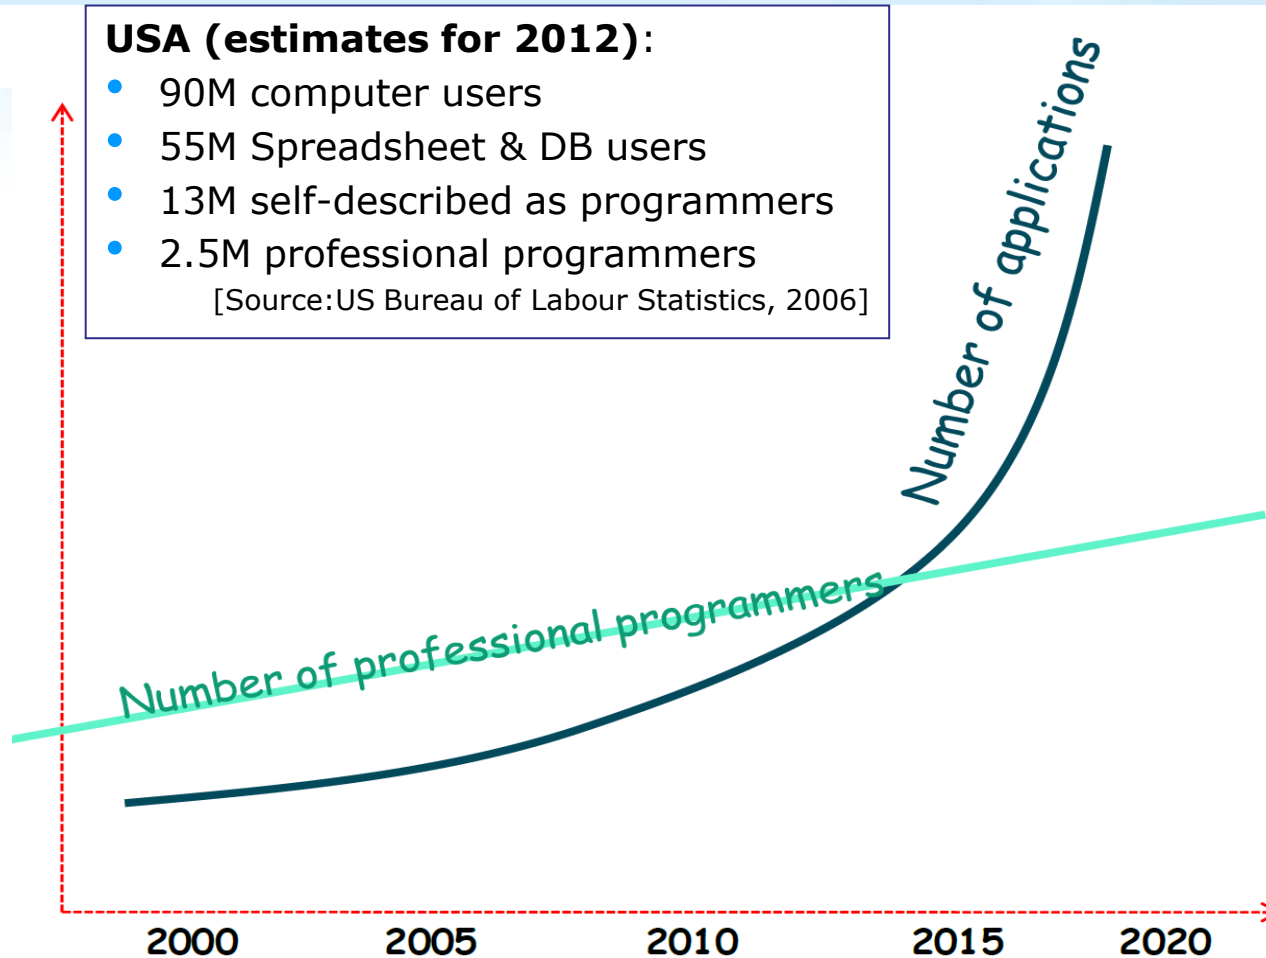 USA (estimates for 2012):
• 90M computer users
• 55M Spreadsheet & DB users
• 13M self-described as programmers
• 2.5M professional programmers
[Source:US Bureau of Labour Statistics, 2006]
Number of applications
Number of professional programmers
2000 2005 2010 2015 2020